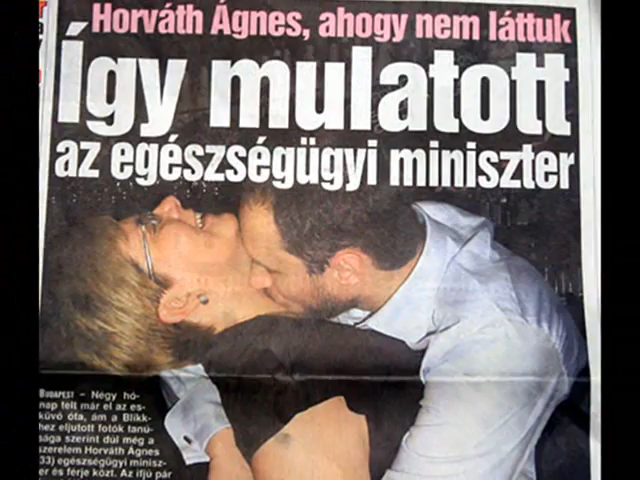 Horváth Ágnes, ahogy nem láttuk
Így mulatott
az egészségügyi miniszter
BUDAPEST – Négy hó-
nap telt már el az es-
küvő óta, ám a Blikk-
hez eljutott fotók tanú-
sága szerint dúl még a
szerelem Horváth Ágnes
(33) egészségügyi minisz-
ter és férje közt. Az ifjú pár